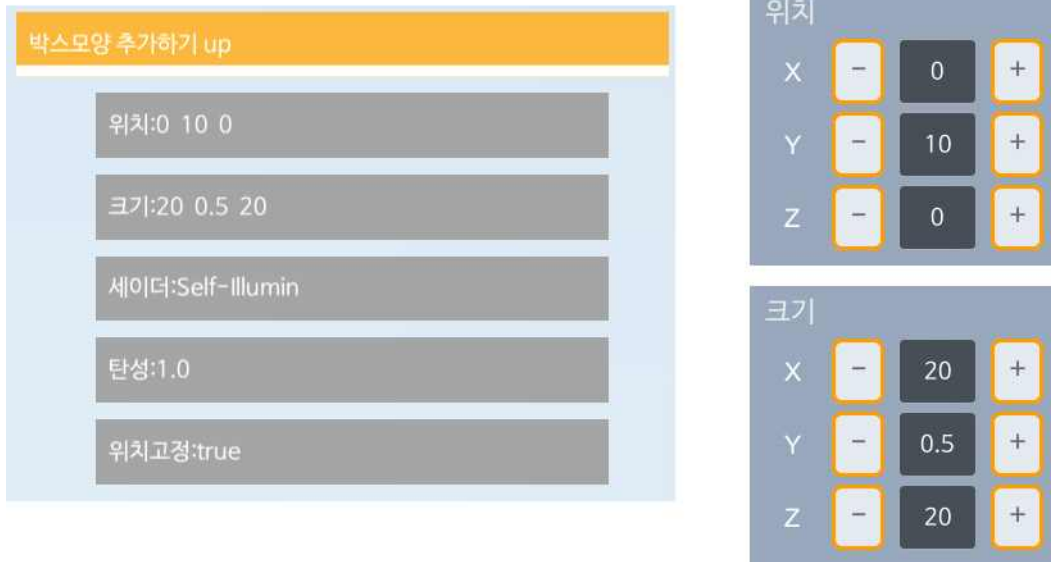 박스모양 추가하기 up
위치:0 10 0
크기:20 0.5 20
세이더:Self-Illumin
탄성:1.0
위치고정:true
위치
X - 0 +
Y - 10 +
Z - 0 +
크기
X - 20 +
Y - 0.5 +
Z - 20 +